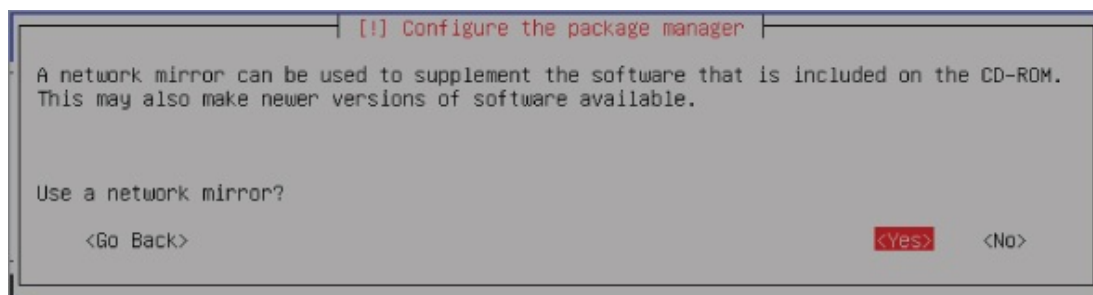 [!] Configure the package manager
A network mirror can be used to supplement the software that is included on the CD-ROM.
This may also make newer versions of software available.
Use a network mirror?
<Go Back> <Yes> <No>